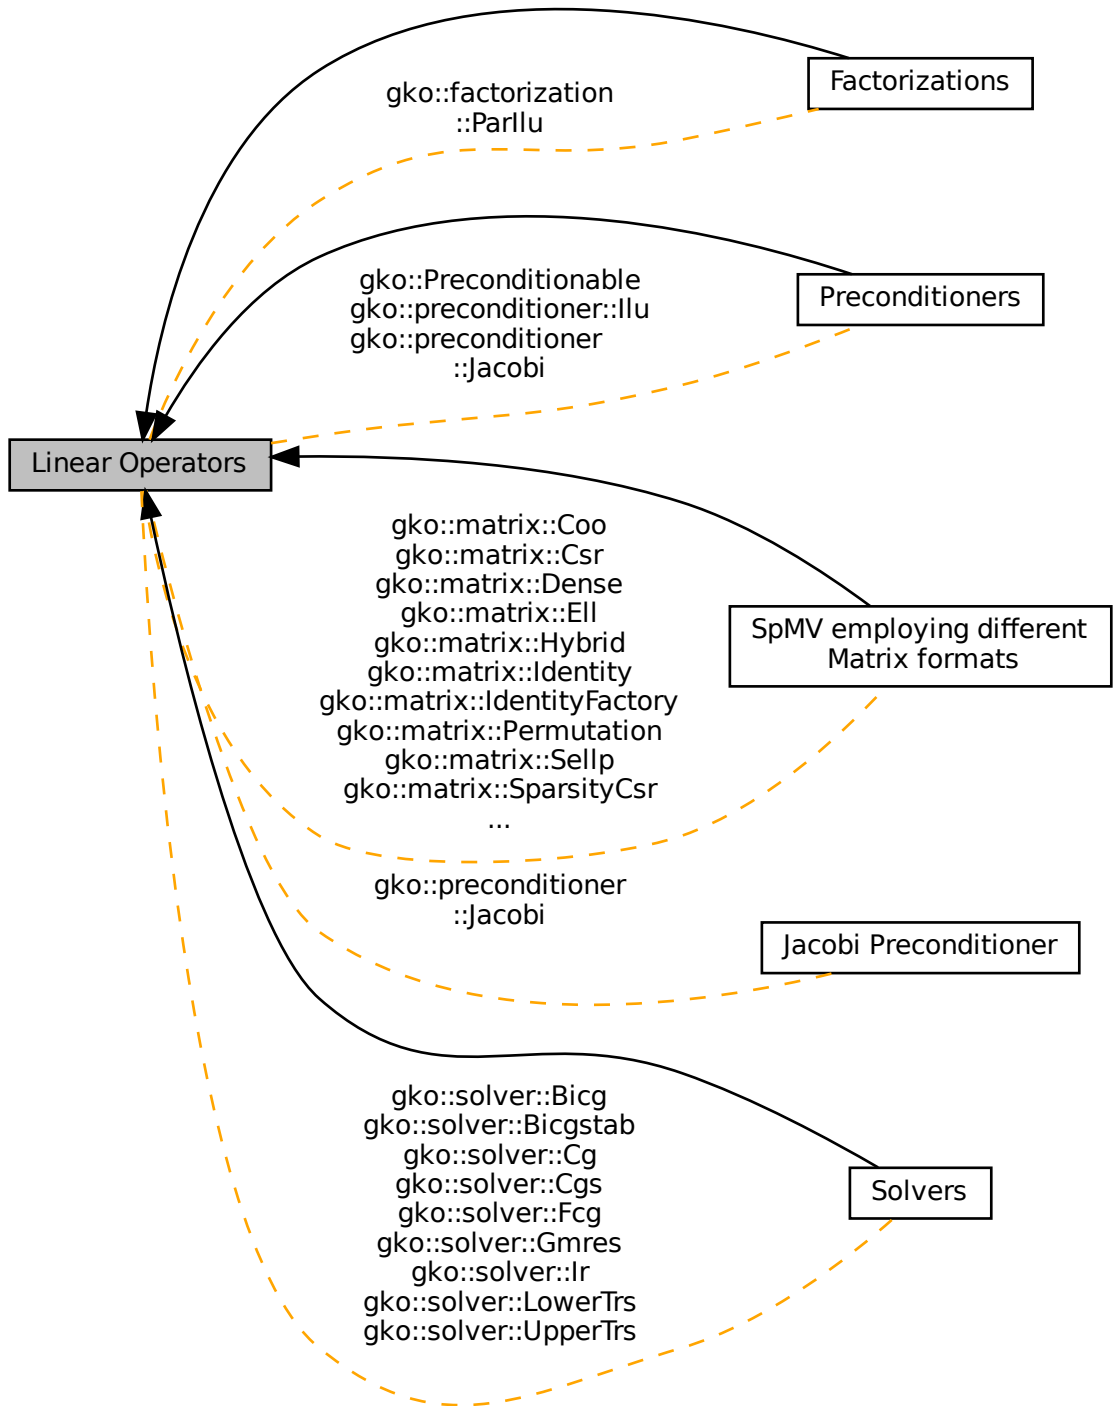 Factorizations
gko::factorization
::ParIlu
Preconditioners
gko::Preconditionable
gko::preconditioner::Ilu
gko::preconditioner
::Jacobi
Linear Operators
gko::matrix::Coo
gko::matrix::Csr
gko::matrix::Dense
gko::matrix::Ell
gko::matrix::Hybrid
gko::matrix::Identity
gko::matrix::IdentityFactory
gko::matrix::Permutation
gko::matrix::Sellp
gko::matrix::SparsityCsr
...
SpMV employing different
Matrix formats
gko::preconditioner
::Jacobi
Jacobi Preconditioner
gko::solver::Bicg
gko::solver::Bicgstab
gko::solver::Cg
gko::solver::Cgs
gko::solver::Fcg
gko::solver::Gmres
gko::solver::Ir
gko::solver::LowerTrs
gko::solver::UpperTrs
Solvers